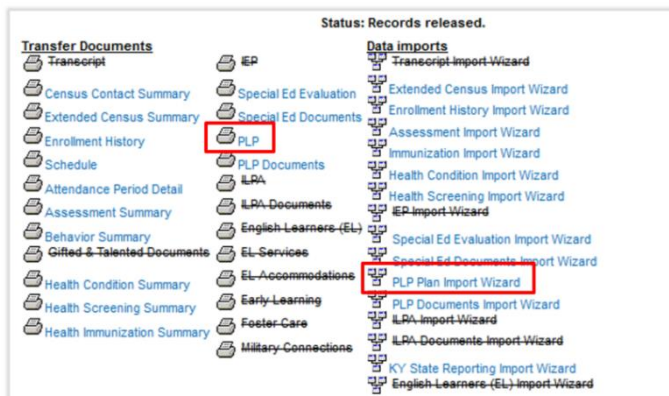 Status: Records released.
Transfer Documents
Transcript
Census Contact Summary
Extended Census Summary
Enrollment History
Schedule
Attendance Period Detail
Assessment Summary
Behavior Summary
Gifted & Talented Documents
Health Condition Summary
Health Screening Summary
Health Immunization Summary
IEP
Special Ed Evaluation
Special Ed Documents
PLP
PLP Documents
ILPA
ILPA Documents
English Learners (EL)
EL Services
EL Accommodations
Early Learning
Foster Care
Military Connections
Data imports
Transcript Import Wizard
Extended Census Import Wizard
Enrollment History Import Wizard
Assessment Import Wizard
Immunization Import Wizard
Health Condition Import Wizard
Health Screening Import Wizard
IEP Import Wizard
Special Ed Evaluation Import Wizard
Special Ed Documents Import Wizard
PLP Plan Import Wizard
PLP Documents Import Wizard
ILPA Import Wizard
ILPA Documents Import Wizard
KY State Reporting Import Wizard
English Learners (EL) Import Wizard